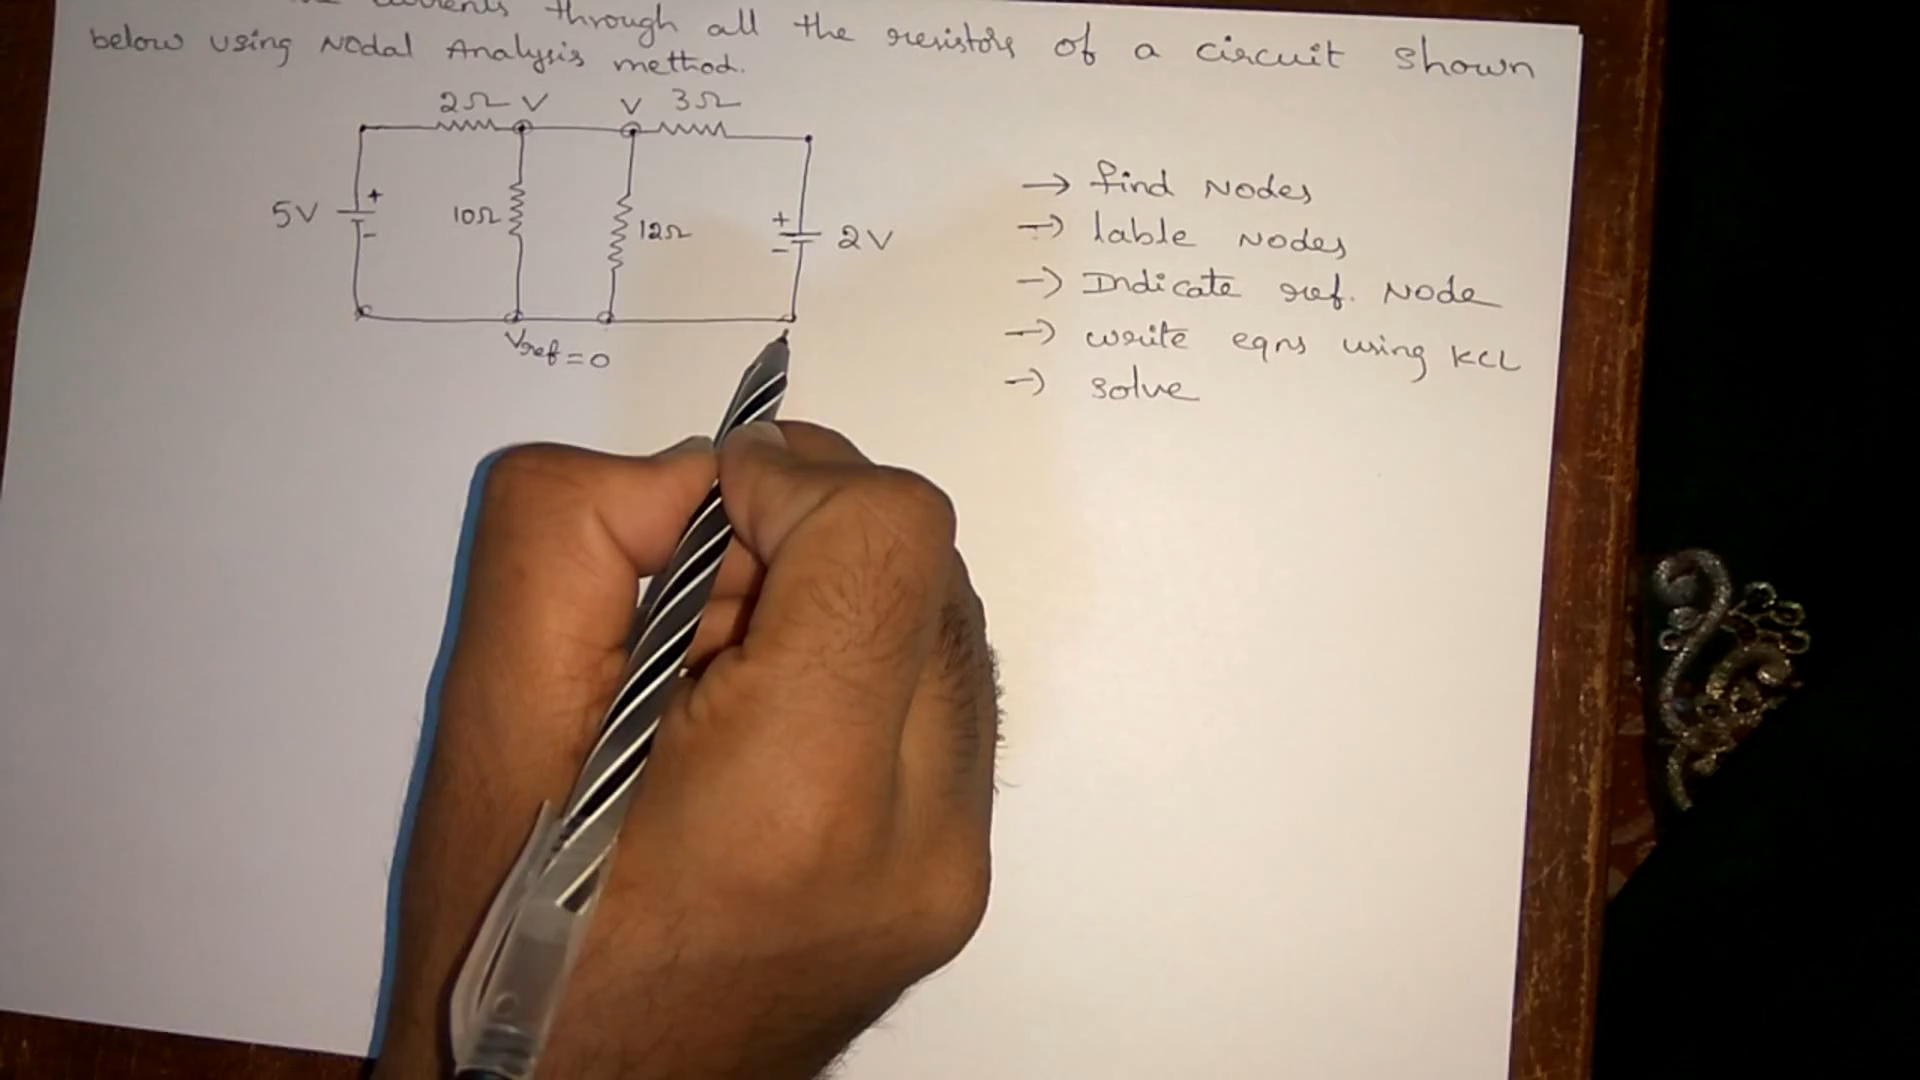 currents through all the resistors of a circuit shown
below using Nodal Analysis method.
2Ω V V 3Ω
5V + - 10Ω 12Ω + - 2V
Vref = 0
→ find Nodes
→ lable Nodes
→ Indicate ref. Node
→ write eqns using KCL
→ solve